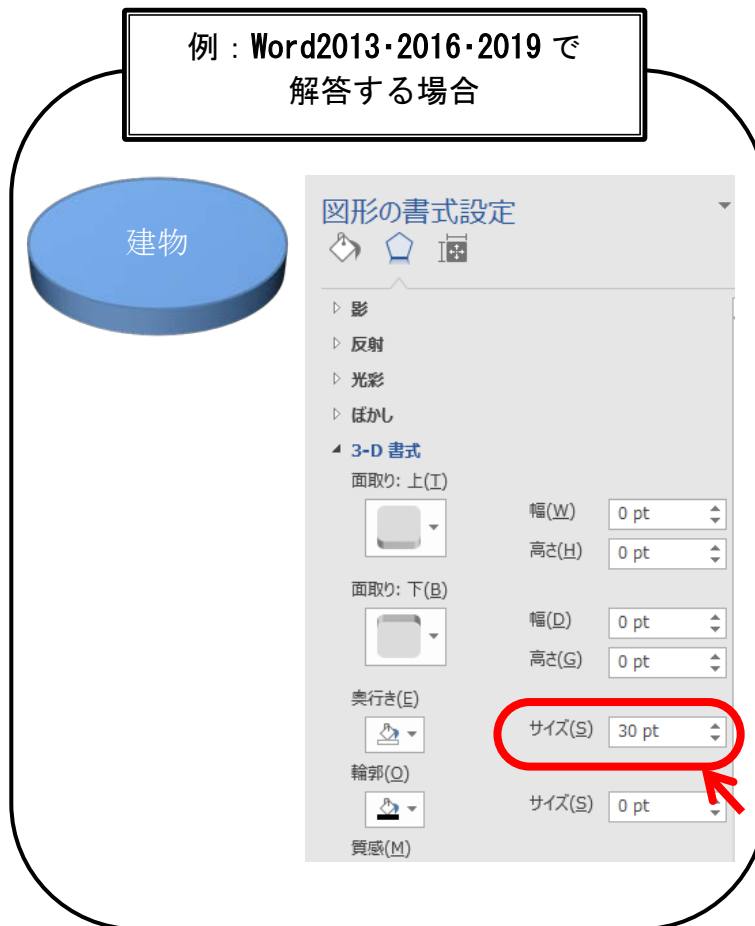 例：Word2013･2016･2019 で
解答する場合
建物
図形の書式設定
影
反射
光彩
ぼかし
3-D 書式
面取り: 上(T)
幅(W) 0 pt
高さ(H) 0 pt
面取り: 下(B)
幅(D) 0 pt
高さ(G) 0 pt
奥行き(E)
サイズ(S) 30 pt
輪郭(O)
サイズ(S) 0 pt
質感(M)